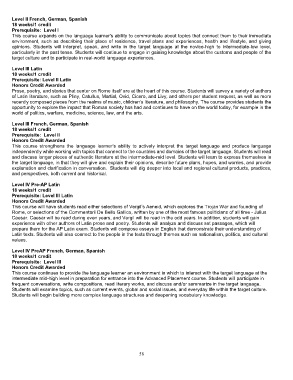 Level II French, German, Spanish
18 weeks/1 credit
Prerequisite: Level I
This course expands on the language learner's ability to communicate about topics that connect them to their immediate
environment such as describing their place of residence, travel plans and experiences, health and lifestyle, and giving
opinions. Students will interpret, speak, and write in the target language at the novice-high to intermediate-low level,
particularly in the past tense. Students will continue to engage in gaining knowledge about the customs and people of the
target culture and to participate in real-world language experiences.
Level III Latin
18 weeks/1 credit
Prerequisite: Level II Latin
Honors Credit Awarded
Prose, poetry, and stories that center on Rome itself are at the heart of this course. Students will survey a variety of authors
of Latin literature, such as Pliny, Catullus, Martial, Ovid, Cicero, and Livy, and others per student request, as well as more
recently composed pieces from the realms of music, children's literature, and philosophy. The course provides students the
opportunity to explore the impact that Roman society has had and continues to have on the world today, for example in the
world of politics, warfare, medicine, science, law, and the arts.
Level III French, German, Spanish
18 weeks/1 credit
Prerequisite: Level II
Honors Credit Awarded
This course strengthens the language learner's ability to actively interpret the target language and produce language
independently while working with topics that connect to the countries and domains of the target language. Students will read
and discuss longer pieces of authentic literature at the intermediate-mid level. Students will learn to express themselves in
the target language, in that they will give and explain their opinions, describe future plans, hopes, and wishes, and provide
explanation and clarification in conversation. Students will dig deeper into local and regional cultural products, practices,
and perspectives, both current and historical.
Level IV Pre-AP Latin
18 weeks/1 credit
Prerequisite: Level III Latin
Honors Credit Awarded
This course will have students read either selections of Vergil's Aeneid, which explores the Trojan War and founding of
Rome, or selections of the Commentarii De Bello Gallico, written by one of the most famous politicians of all time - Julius
Caesar. Caesar will be read during even years, and Vergil will be read in the odd years. In addition, students will gain
experience with other authors of Latin prose and poetry. Students will analyze and discuss set passages, which will
prepare them for the AP Latin exam. Students will compose essays in English that demonstrate their understanding of
Latin texts. Students will also connect to the people in the texts through themes such as nationalism, politics, and cultural
values.
Level IV Pre-AP French, German, Spanish
18 weeks/1 credit
Prerequisite: Level III
Honors Credit Awarded
This course continues to provide the language learner an environment in which to interact with the target language at the
intermediate mid-high level in preparation for entrance into the Advanced Placement course. Students will participate in
frequent conversations, write compositions, read literary works, and discuss and/or summarize in the target language.
Students will examine topics, such as current events, global and social issues, and everyday life within the target culture.
Students will begin building more complex language structures and deepening vocabulary knowledge.